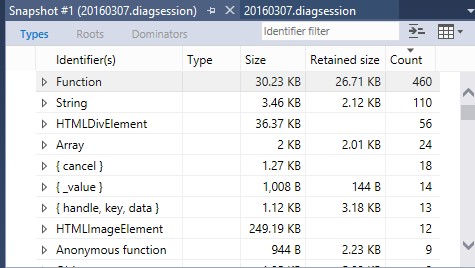 Snapshot #1 (20160307.diagsession) 20160307.diagsession
Types Roots Dominators Identifier filter
Identifier(s) Type Size Retained size Count
Function 30.23 KB 26.71 KB 460
String 3.46 KB 2.12 KB 110
HTMLDivElement 36.37 KB 56
Array 2 KB 2.01 KB 24
{ cancel } 1.27 KB 18
{ _value } 1,008 B 144 B 14
{ handle, key, data } 1.12 KB 3.18 KB 13
HTMLImageElement 249.19 KB 12
Anonymous function 944 B 2.23 KB 9